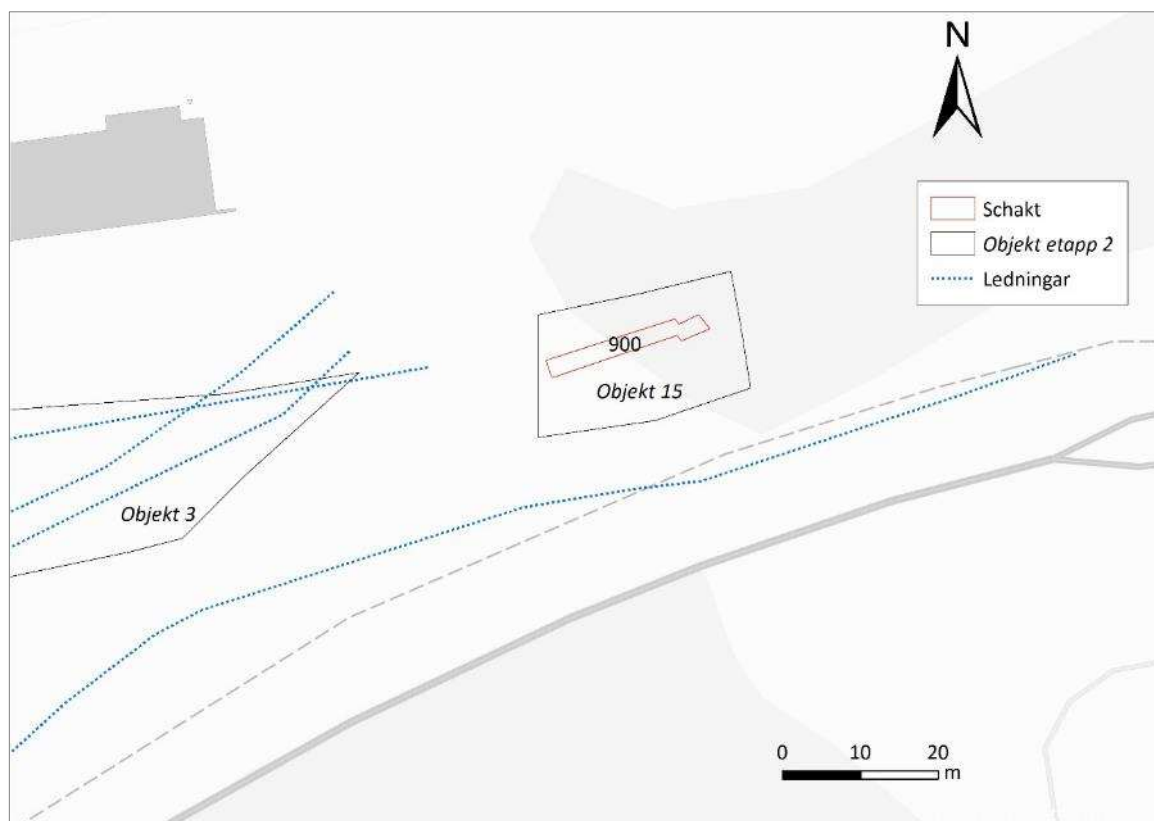 N
Schakt
Objekt etapp 2
Ledningar
900
Objekt 15
Objekt 3
0 10 20
m